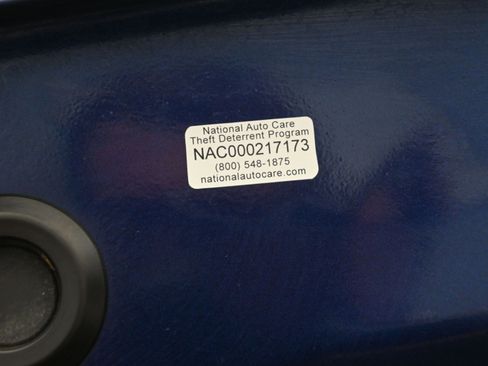 National Auto Care
Theft Deterrent Program
NAC000217173
(800) 548-1875
nationalautocare.com